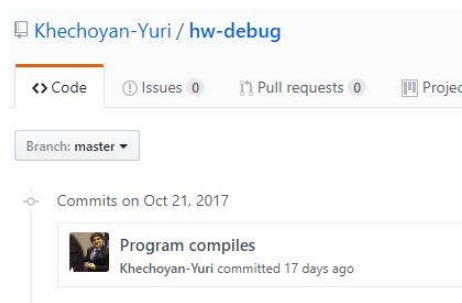 Khechoyan-Yuri / hw-debug
Code Issues 0 Pull requests 0 Projec
Branch: master
Commits on Oct 21, 2017
Program compiles
Khechoyan-Yuri committed 17 days ago